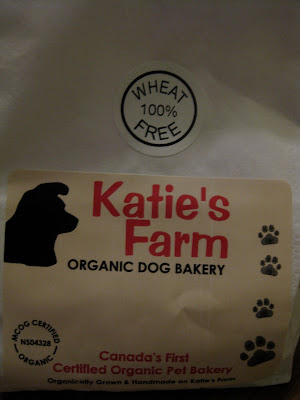 WHEAT
100%
FREE
Katie's
Farm
ORGANIC DOG BAKERY
MCOG CERTIFIED
NS04328
ORGANIC
Canada's First
Certified Organic Pet Bakery
Organically Grown & Handmade on Katie's Farm